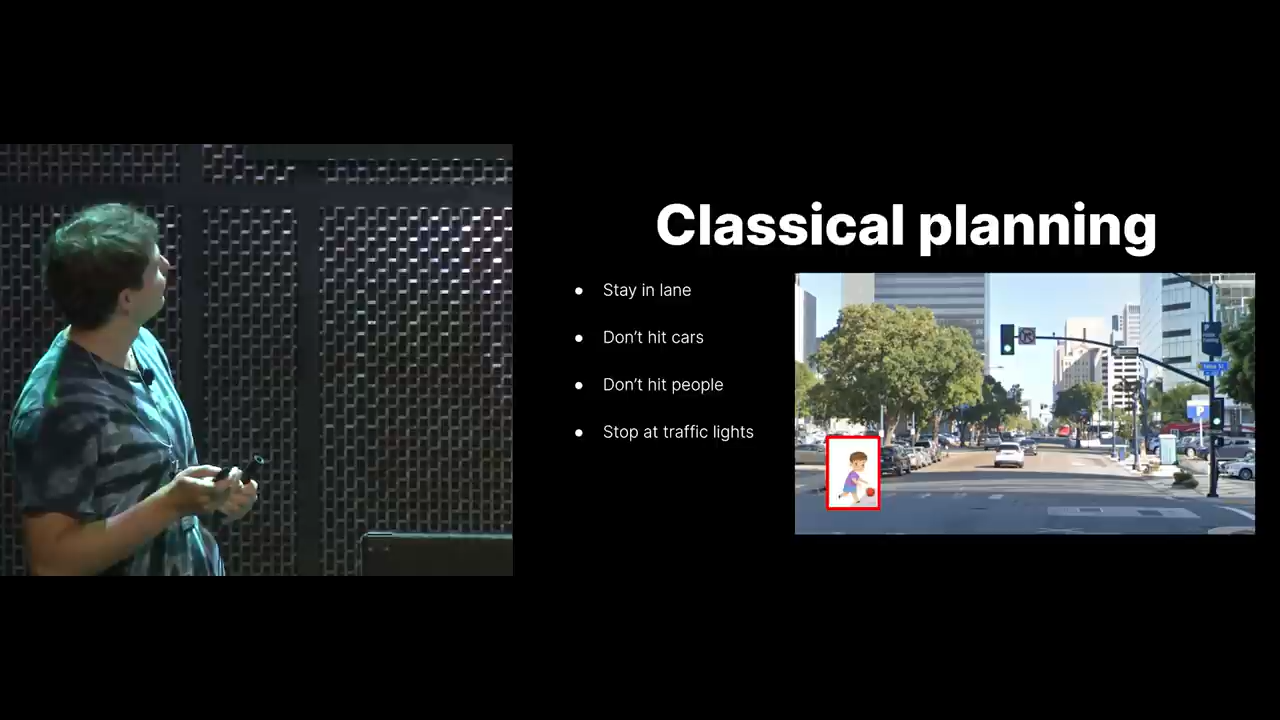 Classical planning
Stay in lane
Don’t hit cars
Don’t hit people
Stop at traffic lights
P